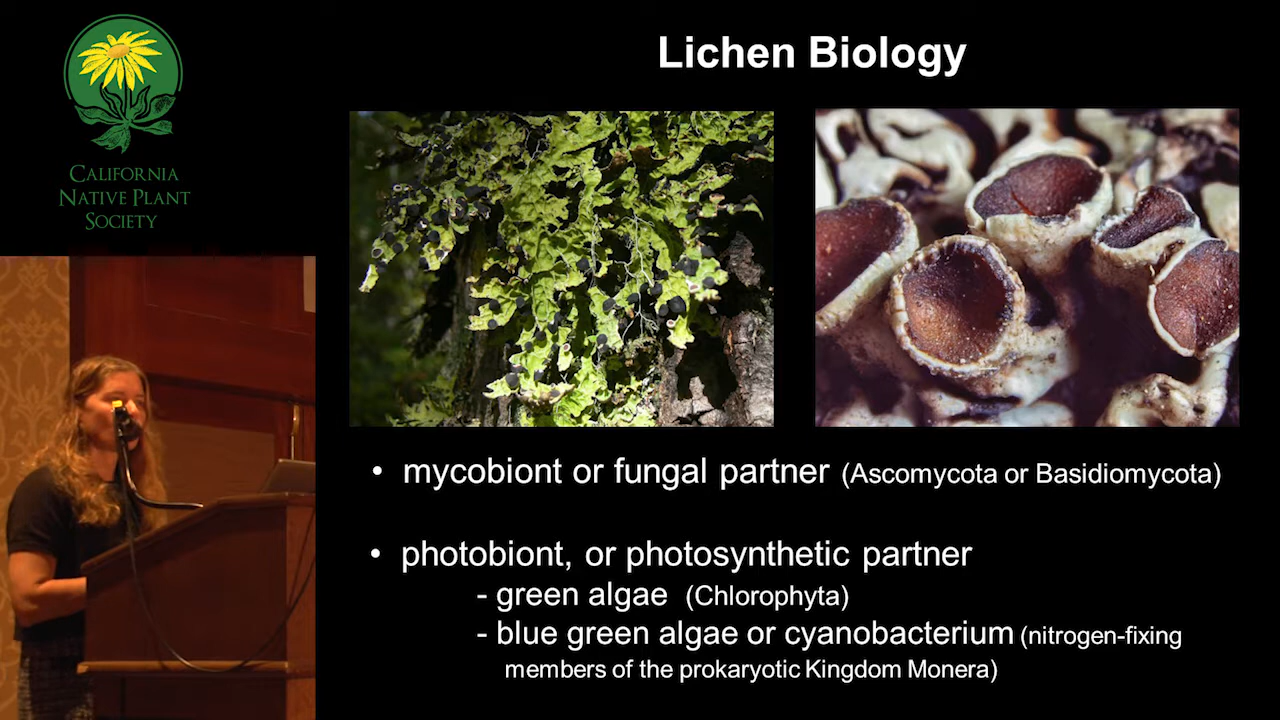 CALIFORNIA
NATIVE PLANT
SOCIETY
Lichen Biology
• mycobiont or fungal partner (Ascomycota or Basidiomycota)
• photobiont, or photosynthetic partner
- green algae (Chlorophyta)
- blue green algae or cyanobacterium (nitrogen-fixing
members of the prokaryotic Kingdom Monera)